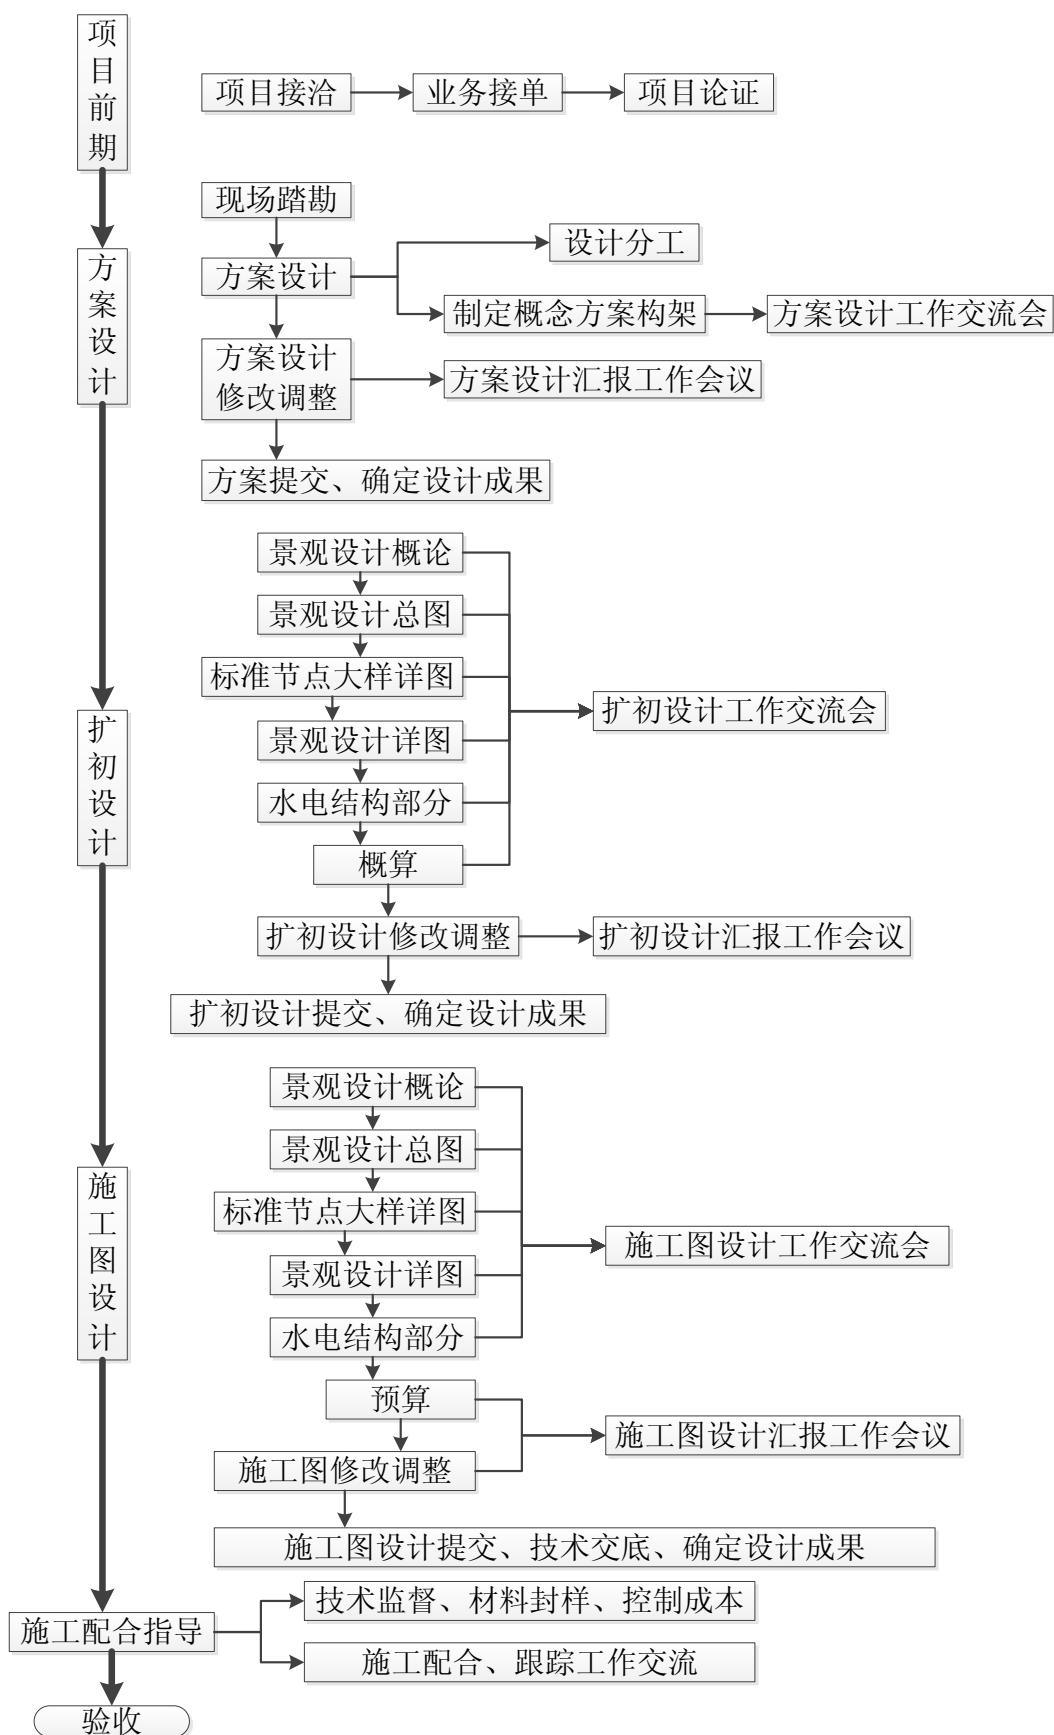 项目前期
项目接洽
业务接单
项目论证
现场踏勘
方案设计
设计分工
方案设计
制定概念方案构架
方案设计工作交流会
方案设计
修改调整
方案设计汇报工作会议
方案提交、确定设计成果
景观设计概论
景观设计总图
标准节点大样详图
扩初设计
扩初设计工作交流会
景观设计详图
水电结构部分
概算
扩初设计修改调整
扩初设计汇报工作会议
扩初设计提交、确定设计成果
景观设计概论
景观设计总图
施工图设计
标准节点大样详图
施工图设计工作交流会
景观设计详图
水电结构部分
预算
施工图设计汇报工作会议
施工图修改调整
施工图设计提交、技术交底、确定设计成果
技术监督、材料封样、控制成本
施工配合指导
施工配合、跟踪工作交流
验收